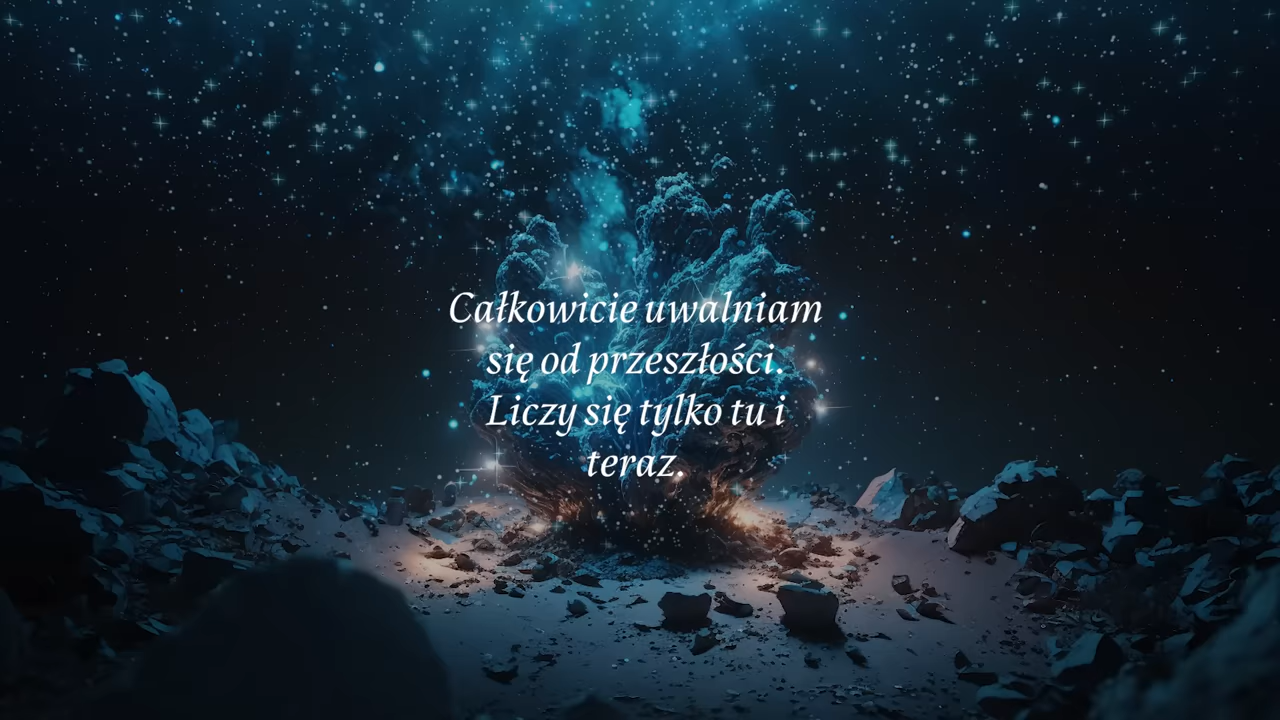 Całkowicie uwalniam
się od przeszłości.
Liczy się tylko tu i
teraz.